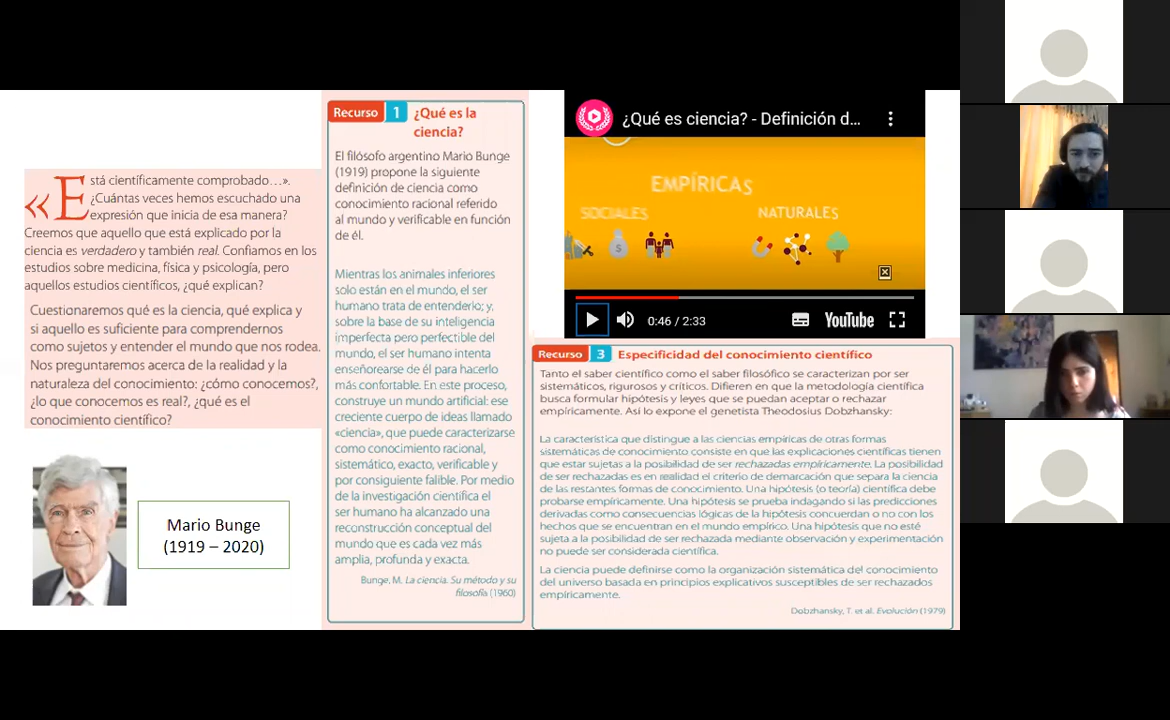 «Está científicamente comprobado…».
¿Cuántas veces hemos escuchado una
expresión que inicia de esa manera?
Creemos que aquello que está explicado por la
ciencia es verdadero y también real. Confiamos en los
estudios sobre medicina, física y psicología, pero
aquellos estudios científicos, ¿qué explican?
Cuestionaremos qué es la ciencia, qué explica y
si aquello es suficiente para comprendernos
como sujetos y entender el mundo que nos rodea.
Nos preguntaremos acerca de la realidad y la
naturaleza del conocimiento: ¿cómo conocemos?,
¿lo que conocemos es real?, ¿qué es el
conocimiento científico?
Mario Bunge
(1919 – 2020)
Recurso 1 ¿Qué es la
ciencia?
El filósofo argentino Mario Bunge
(1919) propone la siguiente
definición de ciencia como
conocimiento racional referido
al mundo y verificable en función
de él.
Mientras los animales inferiores
solo están en el mundo, el ser
humano trata de entenderlo; y,
sobre la base de su inteligencia
imperfecta pero perfectible del
mundo, el ser humano intenta
enseñorearse de él para hacerlo
más confortable. En este proceso,
construye un mundo artificial: ese
creciente cuerpo de ideas llamado
«ciencia», que puede caracterizarse
como conocimiento racional,
sistemático, exacto, verificable y
por consiguiente falible. Por medio
de la investigación científica el
ser humano ha alcanzado una
reconstrucción conceptual del
mundo que es cada vez más
amplia, profunda y exacta.
Bunge, M. La ciencia. Su método y su
filosofía (1960)
¿Qué es ciencia? - Definición d...
EMPÍRICAS
SOCIALES
NATURALES
0:46 / 2:33
YouTube
Recurso 3 Especificidad del conocimiento científico
Tanto el saber científico como el saber filosófico se caracterizan por ser
sistemáticos, rigurosos y críticos. Difieren en que la metodología científica
busca formular hipótesis y leyes que se puedan aceptar o rechazar
empíricamente. Así lo expone el genetista Theodosius Dobzhansky:
La característica que distingue a las ciencias empíricas de otras formas
sistemáticas de conocimiento consiste en que las explicaciones científicas tienen
que estar sujetas a la posibilidad de ser rechazadas empíricamente. La posibilidad
de ser rechazadas es en realidad el criterio de demarcación que separa la ciencia
de las restantes formas de conocimiento. Una hipótesis (o teoría) científica debe
probarse empíricamente. Una hipótesis se prueba indagando si las predicciones
derivadas como consecuencias lógicas de la hipótesis concuerdan o no con los
hechos que se encuentran en el mundo empírico. Una hipótesis que no esté
sujeta a la posibilidad de ser rechazada mediante observación y experimentación
no puede ser considerada científica.
La ciencia puede definirse como la organización sistemática del conocimiento
del universo basada en principios explicativos susceptibles de ser rechazados
empíricamente.
Dobzhansky, T. et al. Evolución (1979)